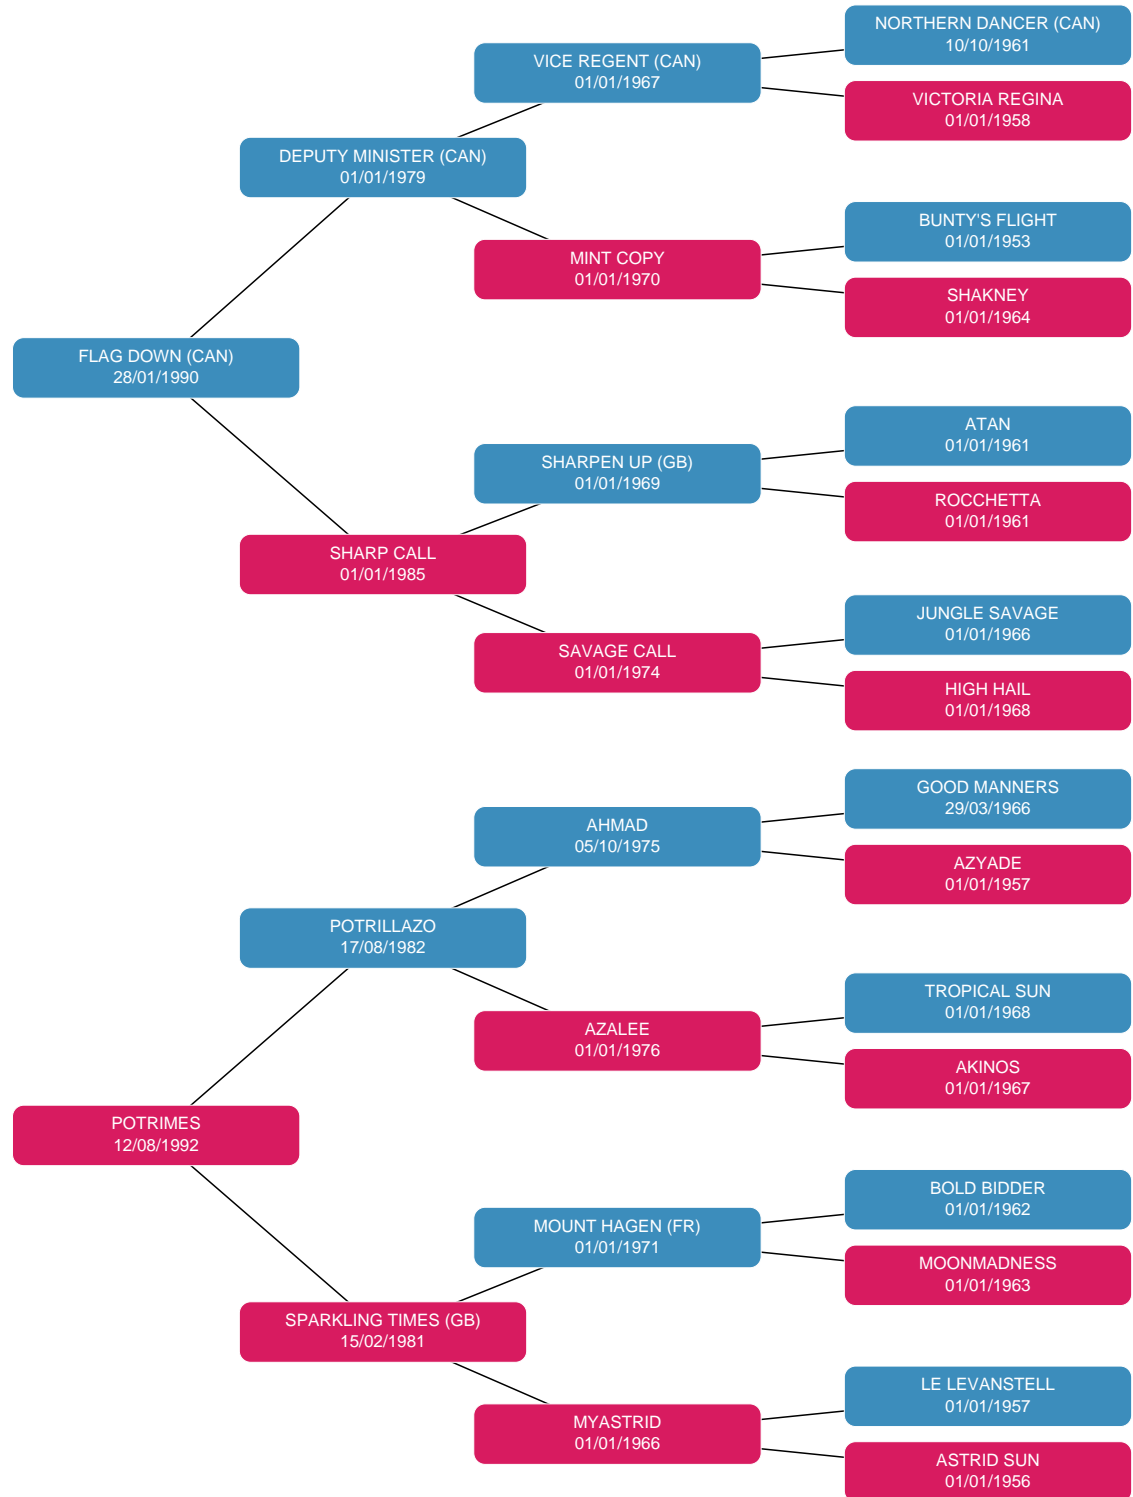 NORTHERN DANCER (CAN)
10/10/1961
VICE REGENT (CAN)
01/01/1967
VICTORIA REGINA
01/01/1958
DEPUTY MINISTER (CAN)
01/01/1979
BUNTY'S FLIGHT
01/01/1953
MINT COPY
01/01/1970
SHAKNEY
01/01/1964
FLAG DOWN (CAN)
28/01/1990
ATAN
01/01/1961
SHARPEN UP (GB)
01/01/1969
ROCCHETTA
01/01/1961
SHARP CALL
01/01/1985
JUNGLE SAVAGE
01/01/1966
SAVAGE CALL
01/01/1974
HIGH HAIL
01/01/1968
GOOD MANNERS
29/03/1966
AHMAD
05/10/1975
AZYADE
01/01/1957
POTRILLAZO
17/08/1982
TROPICAL SUN
01/01/1968
AZALEE
01/01/1976
AKINOS
01/01/1967
POTRIMES
12/08/1992
BOLD BIDDER
01/01/1962
MOUNT HAGEN (FR)
01/01/1971
MOONMADNESS
01/01/1963
SPARKLING TIMES (GB)
15/02/1981
LE LEVANSTELL
01/01/1957
MYASTRID
01/01/1966
ASTRID SUN
01/01/1956